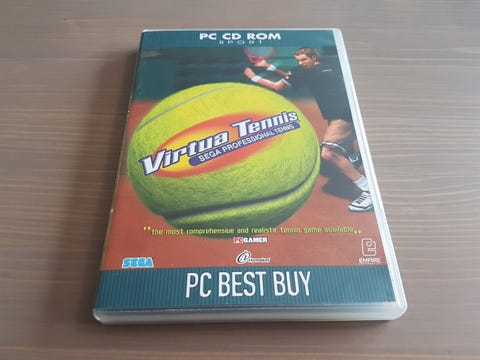 PC CD ROM
SPORT
Virtua Tennis
SEGA PROFESSIONAL TENNIS
"the most comprehensive and realistic tennis game available"
PC GAMER
SEGA
EMPIRE
PC BEST BUY